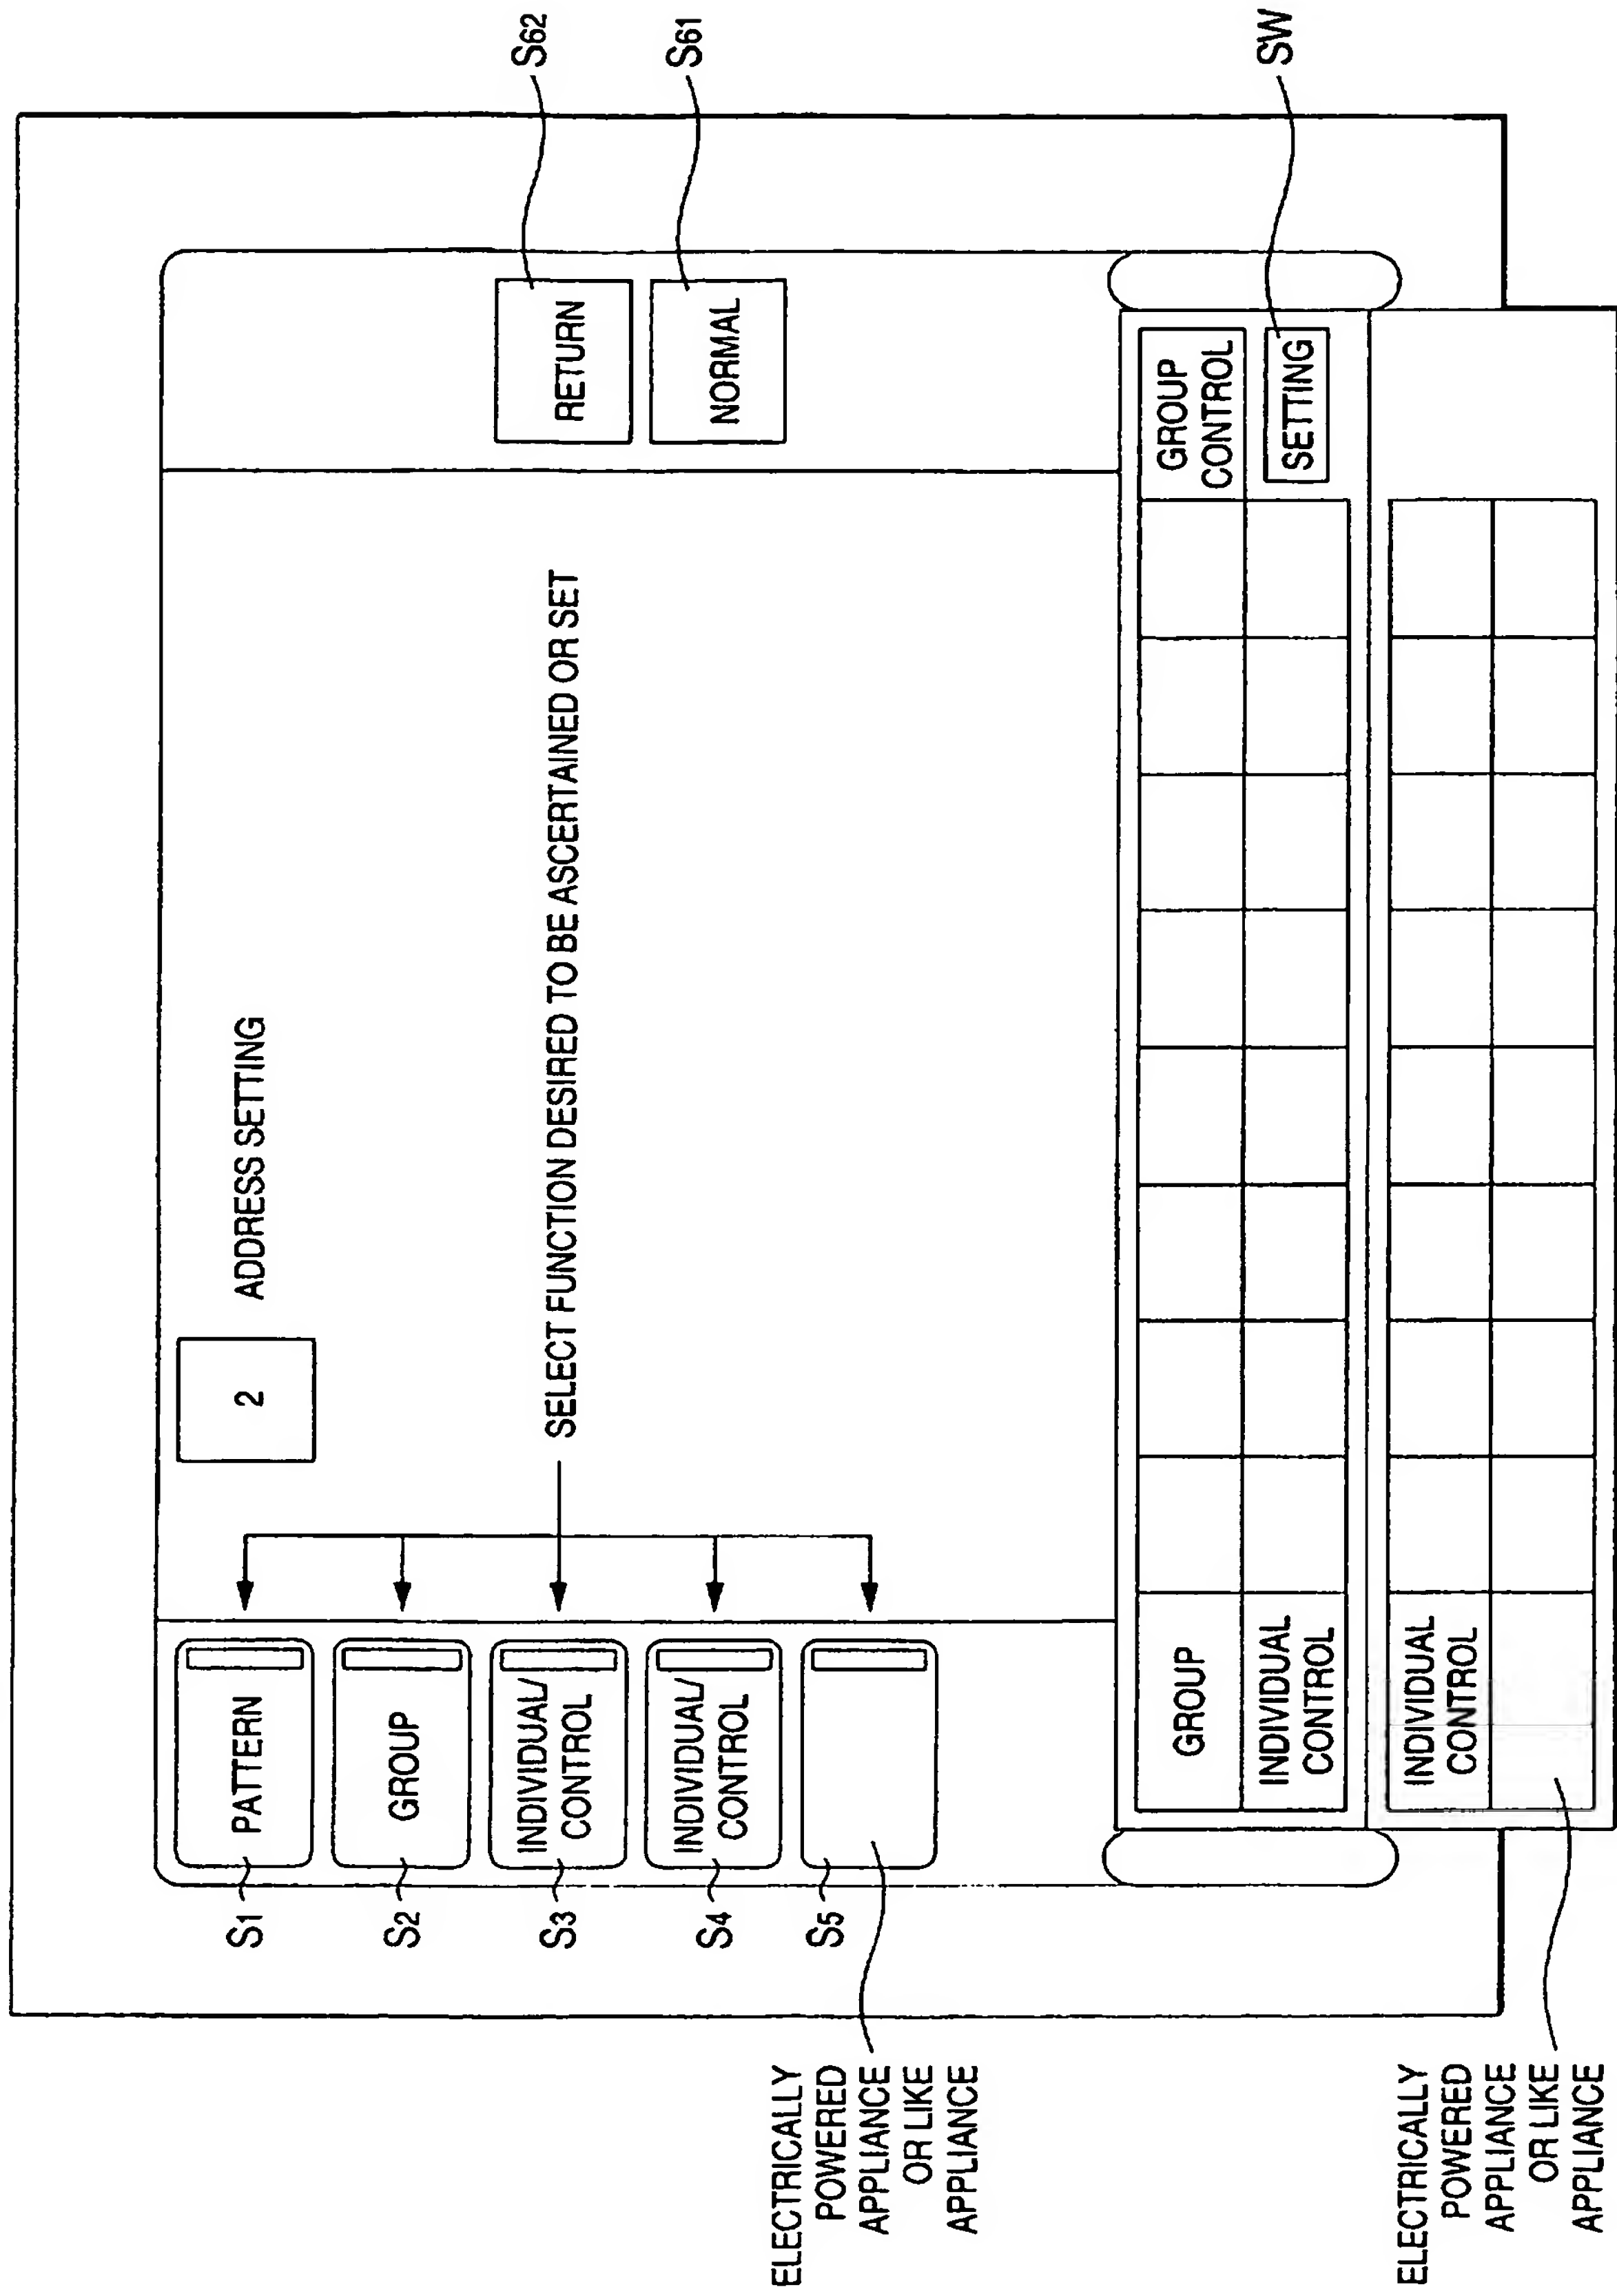 2
ADDRESS SETTING
S1
PATTERN
S2
GROUP
S3
INDIVIDUAL/
CONTROL
S4
INDIVIDUAL/
CONTROL
S5
SELECT FUNCTION DESIRED TO BE ASCERTAINED OR SET
RETURN
S62
NORMAL
S61
ELECTRICALLY
POWERED
APPLIANCE
OR LIKE
APPLIANCE
GROUP
GROUP
CONTROL
INDIVIDUAL
CONTROL
SETTING
SW
INDIVIDUAL
CONTROL
ELECTRICALLY
POWERED
APPLIANCE
OR LIKE
APPLIANCE